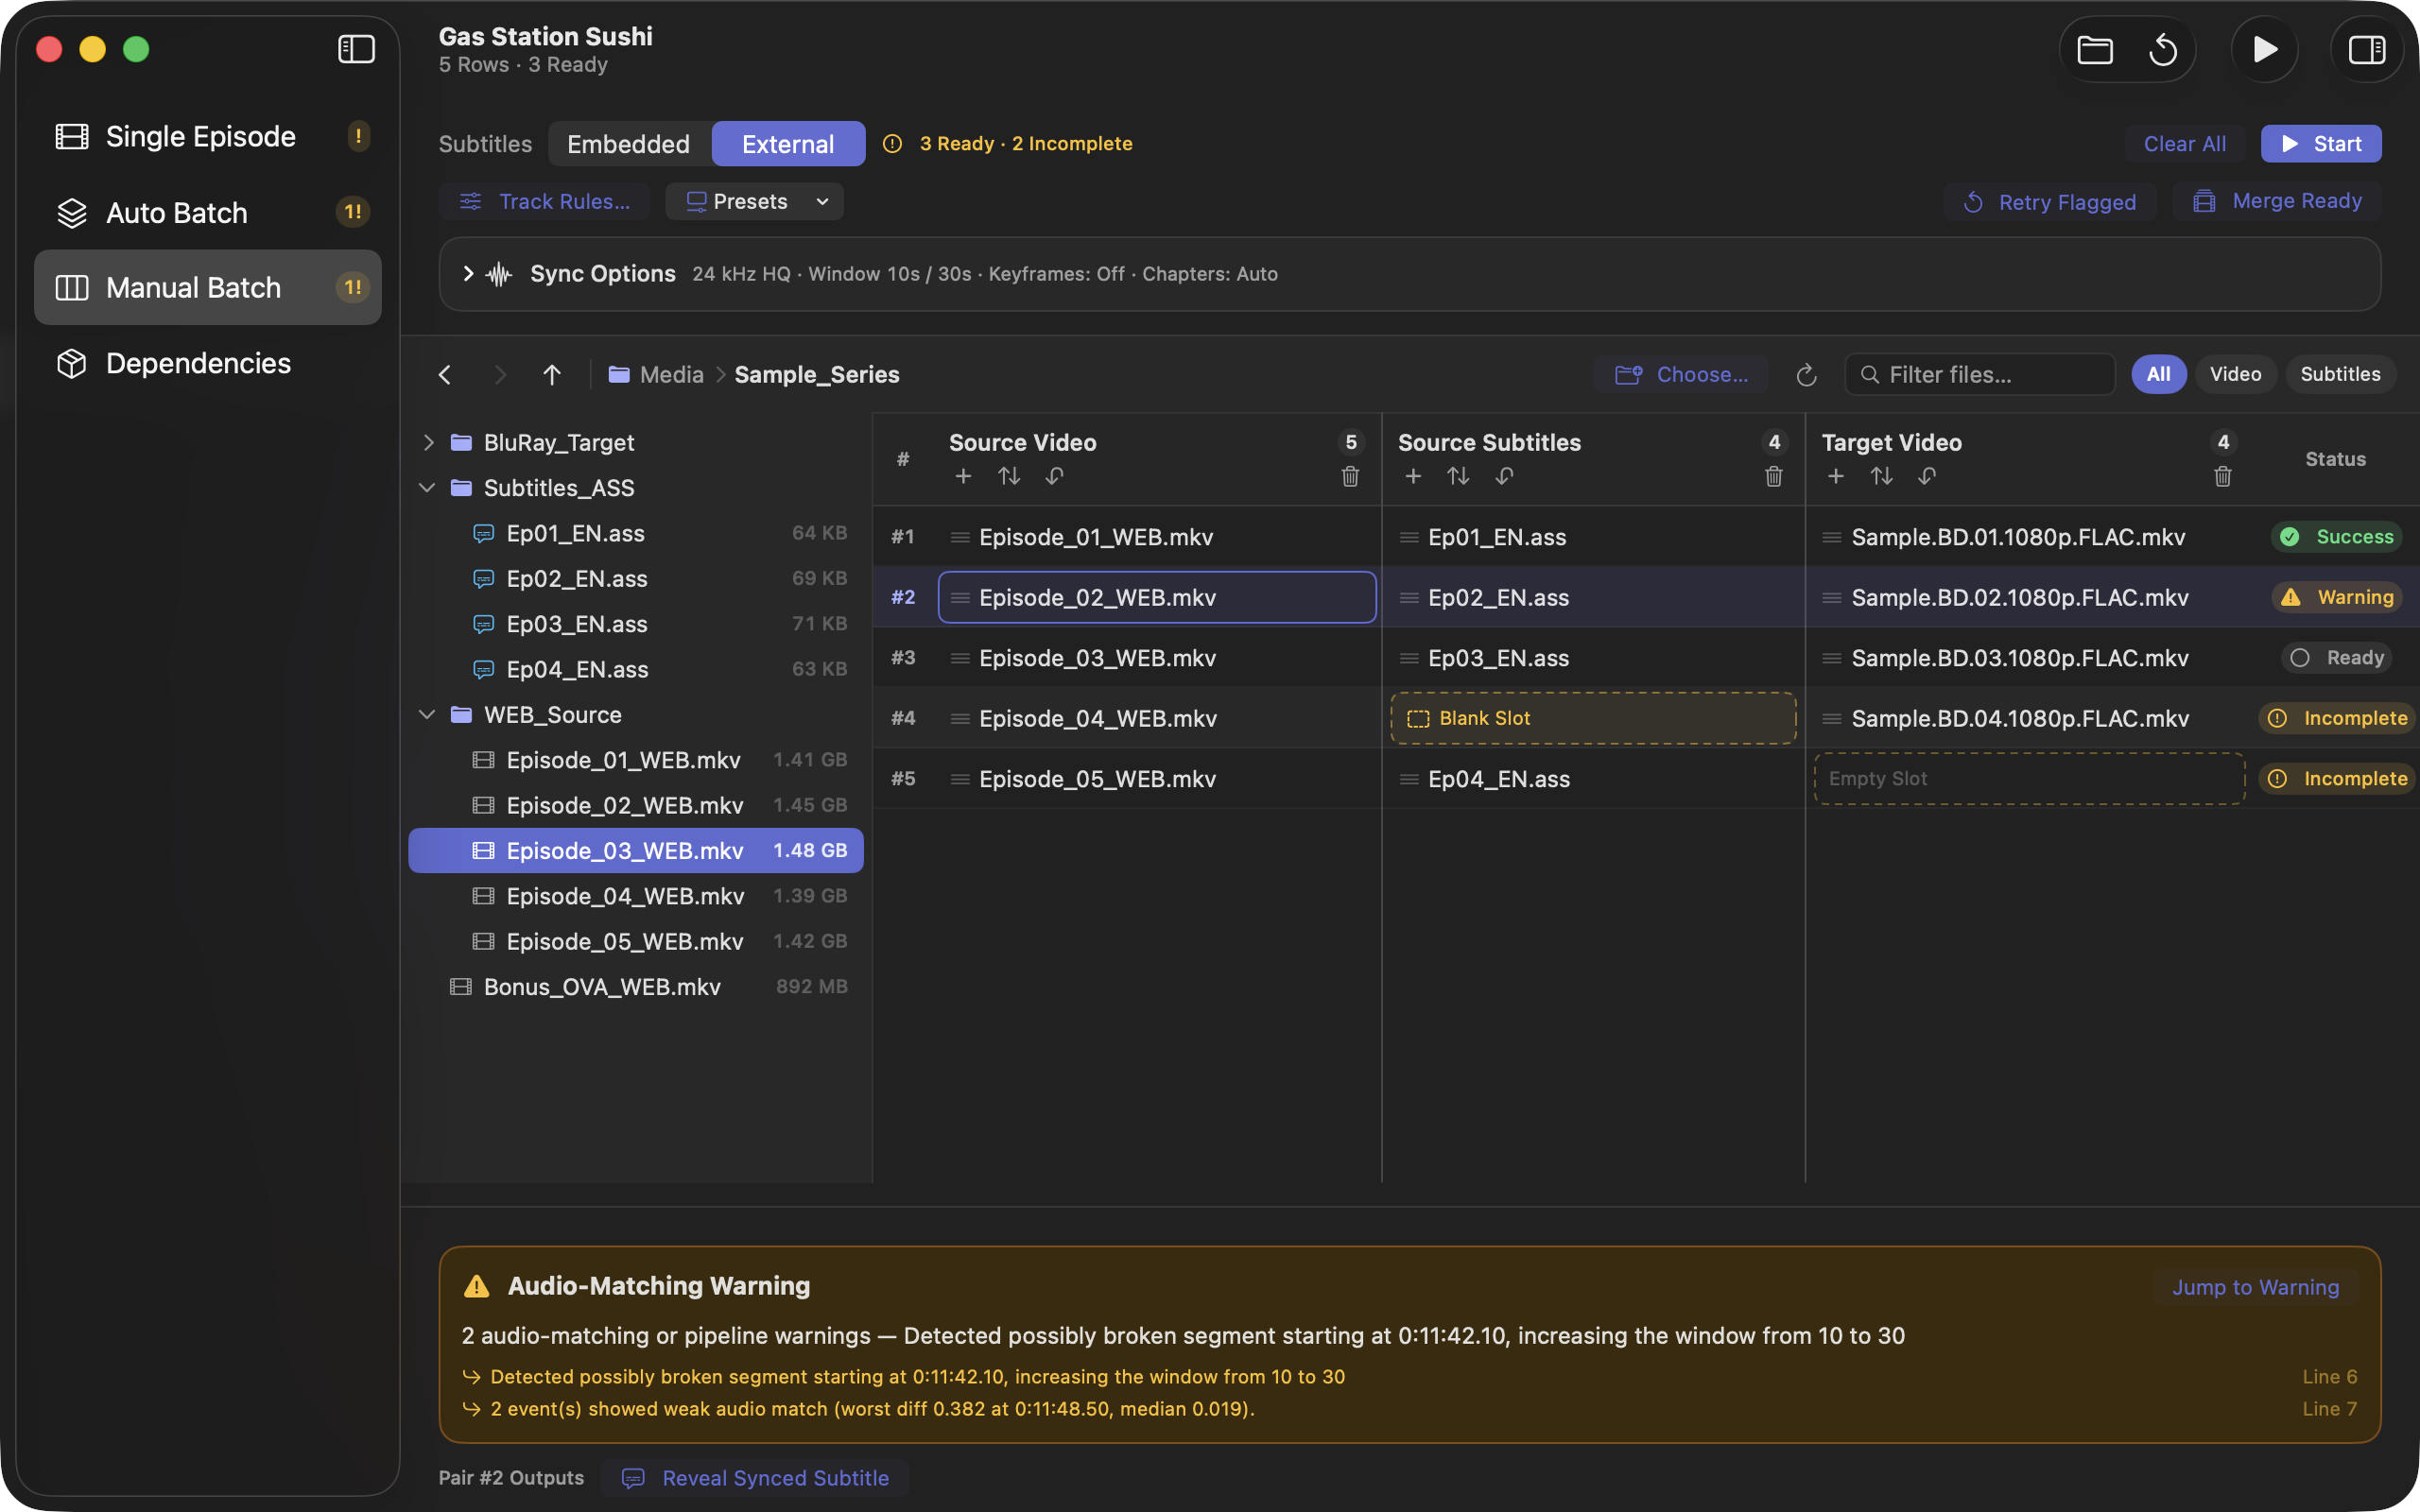 Gas Station Sushi
5 Rows · 3 Ready
Single Episode !
Auto Batch 1!
Manual Batch 1!
Dependencies
Subtitles Embedded External 3 Ready · 2 Incomplete Clear All Start
Track Rules... Presets Retry Flagged Merge Ready
Sync Options 24 kHz HQ · Window 10s / 30s · Keyframes: Off · Chapters: Auto
Media Sample_Series Choose... Filter files... All Video Subtitles
BluRay_Target
Subtitles_ASS
Ep01_EN.ass 64 KB
Ep02_EN.ass 69 KB
Ep03_EN.ass 71 KB
Ep04_EN.ass 63 KB
WEB_Source
Episode_01_WEB.mkv 1.41 GB
Episode_02_WEB.mkv 1.45 GB
Episode_03_WEB.mkv 1.48 GB
Episode_04_WEB.mkv 1.39 GB
Episode_05_WEB.mkv 1.42 GB
Bonus_OVA_WEB.mkv 892 MB
# Source Video 5 Source Subtitles 4 Target Video 4 Status
#1 Episode_01_WEB.mkv Ep01_EN.ass Sample.BD.01.1080p.FLAC.mkv Success
#2 Episode_02_WEB.mkv Ep02_EN.ass Sample.BD.02.1080p.FLAC.mkv Warning
#3 Episode_03_WEB.mkv Ep03_EN.ass Sample.BD.03.1080p.FLAC.mkv Ready
#4 Episode_04_WEB.mkv Blank Slot Sample.BD.04.1080p.FLAC.mkv Incomplete
#5 Episode_05_WEB.mkv Ep04_EN.ass Empty Slot Incomplete
Audio-Matching Warning Jump to Warning
2 audio-matching or pipeline warnings — Detected possibly broken segment starting at 0:11:42.10, increasing the window from 10 to 30
Detected possibly broken segment starting at 0:11:42.10, increasing the window from 10 to 30 Line 6
2 event(s) showed weak audio match (worst diff 0.382 at 0:11:48.50, median 0.019). Line 7
Pair #2 Outputs Reveal Synced Subtitle